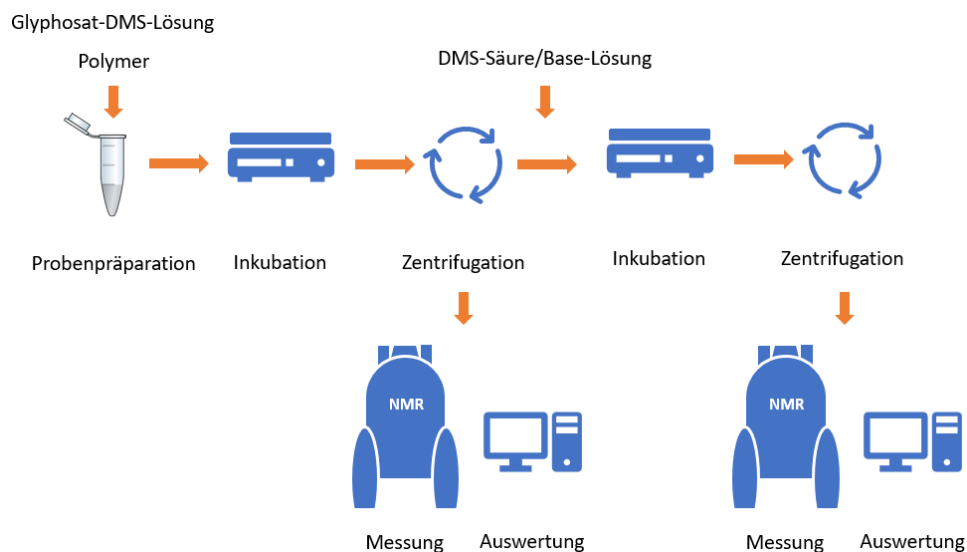 Glyphosat-DMS-Lösung
Polymer
DMS-Säure/Base-Lösung
Probenpräparation
Inkubation
Zentrifugation
Inkubation
Zentrifugation
NMR
NMR
Messung
Auswertung
Messung
Auswertung